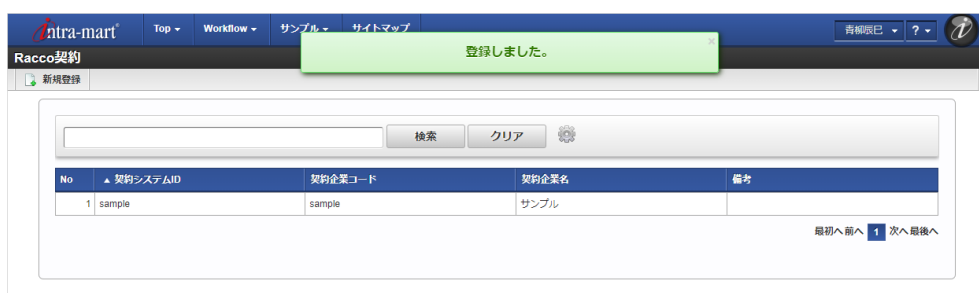 intra-mart® Top Workflow サンプル サイトマップ 青柳辰巳 ?
登録しました。 ×
Racco契約
新規登録
検索 クリア
No ▲ 契約システムID 契約企業コード 契約企業名 備考
1 sample sample サンプル
最初へ 前へ 1 次へ 最後へ